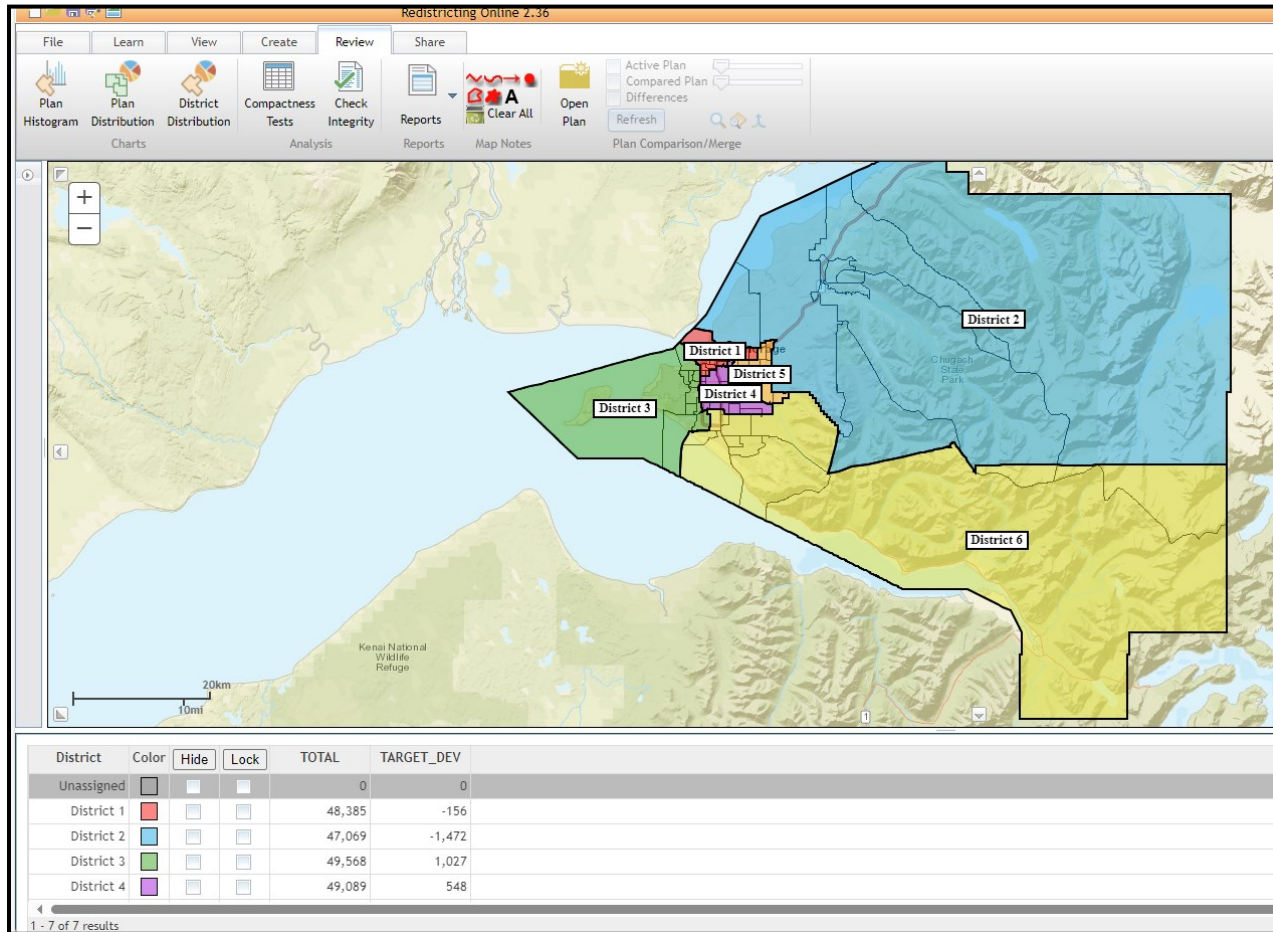 Redistricting Online 2.36
File Learn View Create Review Share
Plan Histogram
Plan Distribution
District Distribution
Charts
Compactness Tests
Check Integrity
Analysis
Reports
Reports
A
Clear All
Map Notes
Open Plan
Active Plan
Compared Plan
Differences
Refresh
Plan Comparison/Merge
+
−
District 2
District 1
District 5
Chugach
State
Park
District 4
District 3
District 6
Kenai National
Wildlife
Refuge
20km
10mi
1
District Color Hide Lock TOTAL TARGET_DEV
Unassigned 0 0
District 1 48,385 -156
District 2 47,069 -1,472
District 3 49,568 1,027
District 4 49,089 548
1 - 7 of 7 results